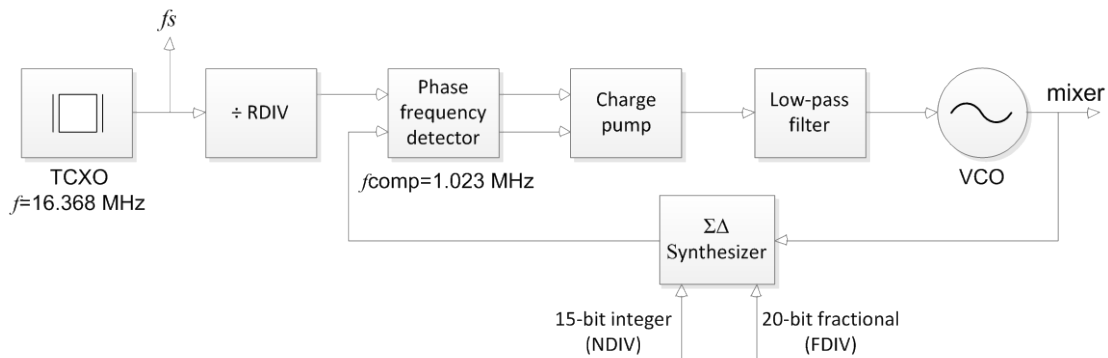 fs
TCXO
f=16.368 MHz
÷ RDIV
Phase
frequency
detector
fcomp=1.023 MHz
Charge
pump
Low-pass
filter
VCO
mixer
ΣΔ
Synthesizer
15-bit integer
(NDIV)
20-bit fractional
(FDIV)